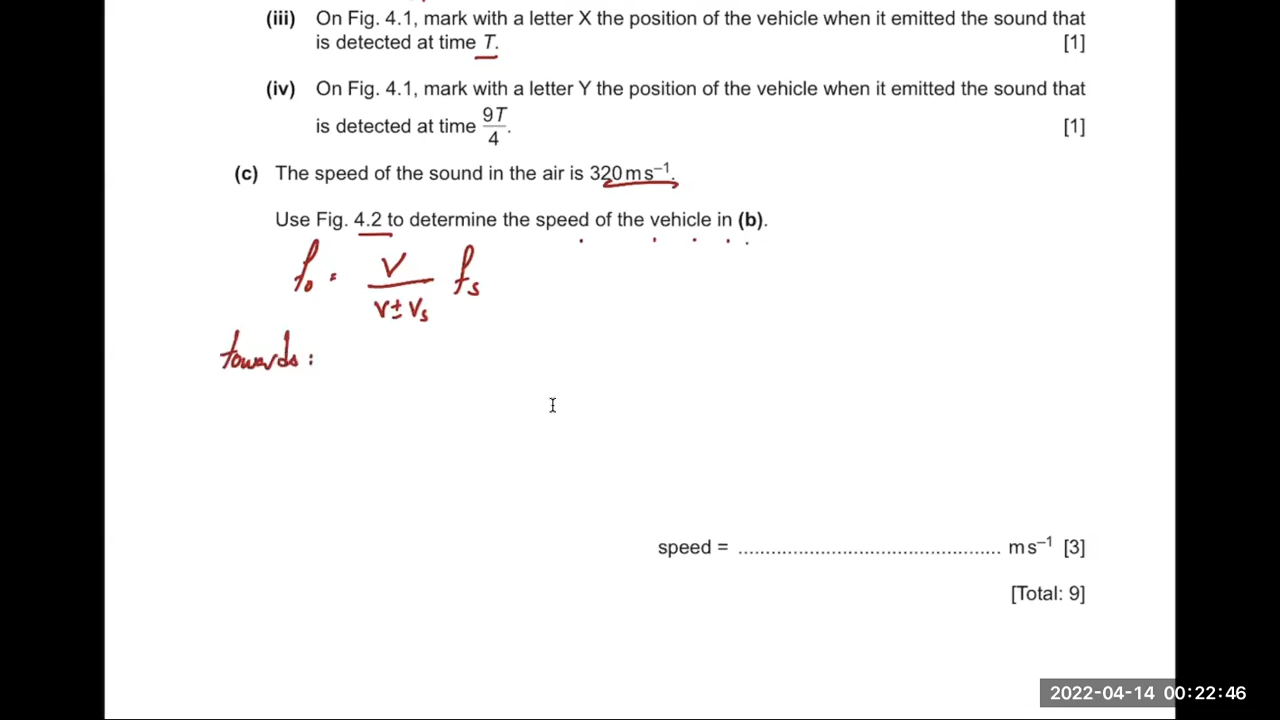 (iii) On Fig. 4.1, mark with a letter X the position of the vehicle when it emitted the sound that
is detected at time T. [1]
(iv) On Fig. 4.1, mark with a letter Y the position of the vehicle when it emitted the sound that
is detected at time 9T/4. [1]
(c) The speed of the sound in the air is 320 m s⁻¹.
Use Fig. 4.2 to determine the speed of the vehicle in (b).
f₀ = v / (v ± vₛ) fₛ
towards :
speed = ............................................... m s⁻¹ [3]
[Total: 9]
2022-04-14 00:22:46